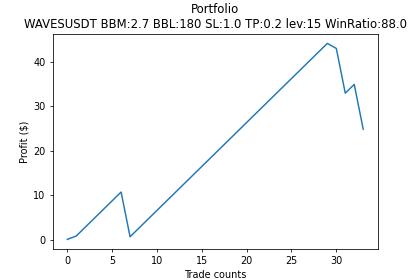 Portfolio
WAVESUSDT BBM:2.7 BBL:180 SL:1.0 TP:0.2 lev:15 WinRatio:88.0
40
30
20
10
0
Profit ($)
0 5 10 15 20 25 30
Trade counts